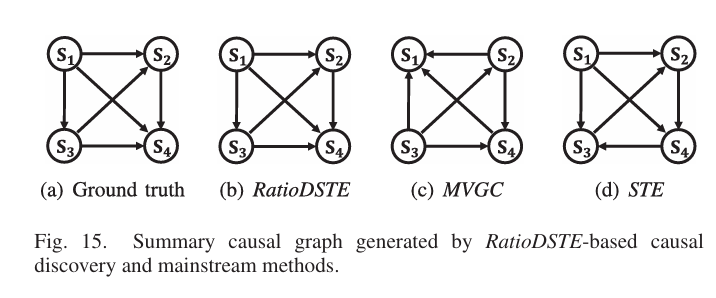 S₁ S₂ S₁ S₂ S₁ S₂ S₁ S₂
S₃ S₄ S₃ S₄ S₃ S₄ S₃ S₄
(a) Ground truth (b) RatioDSTE (c) MVGC (d) STE
Fig. 15. Summary causal graph generated by RatioDSTE-based causal
discovery and mainstream methods.